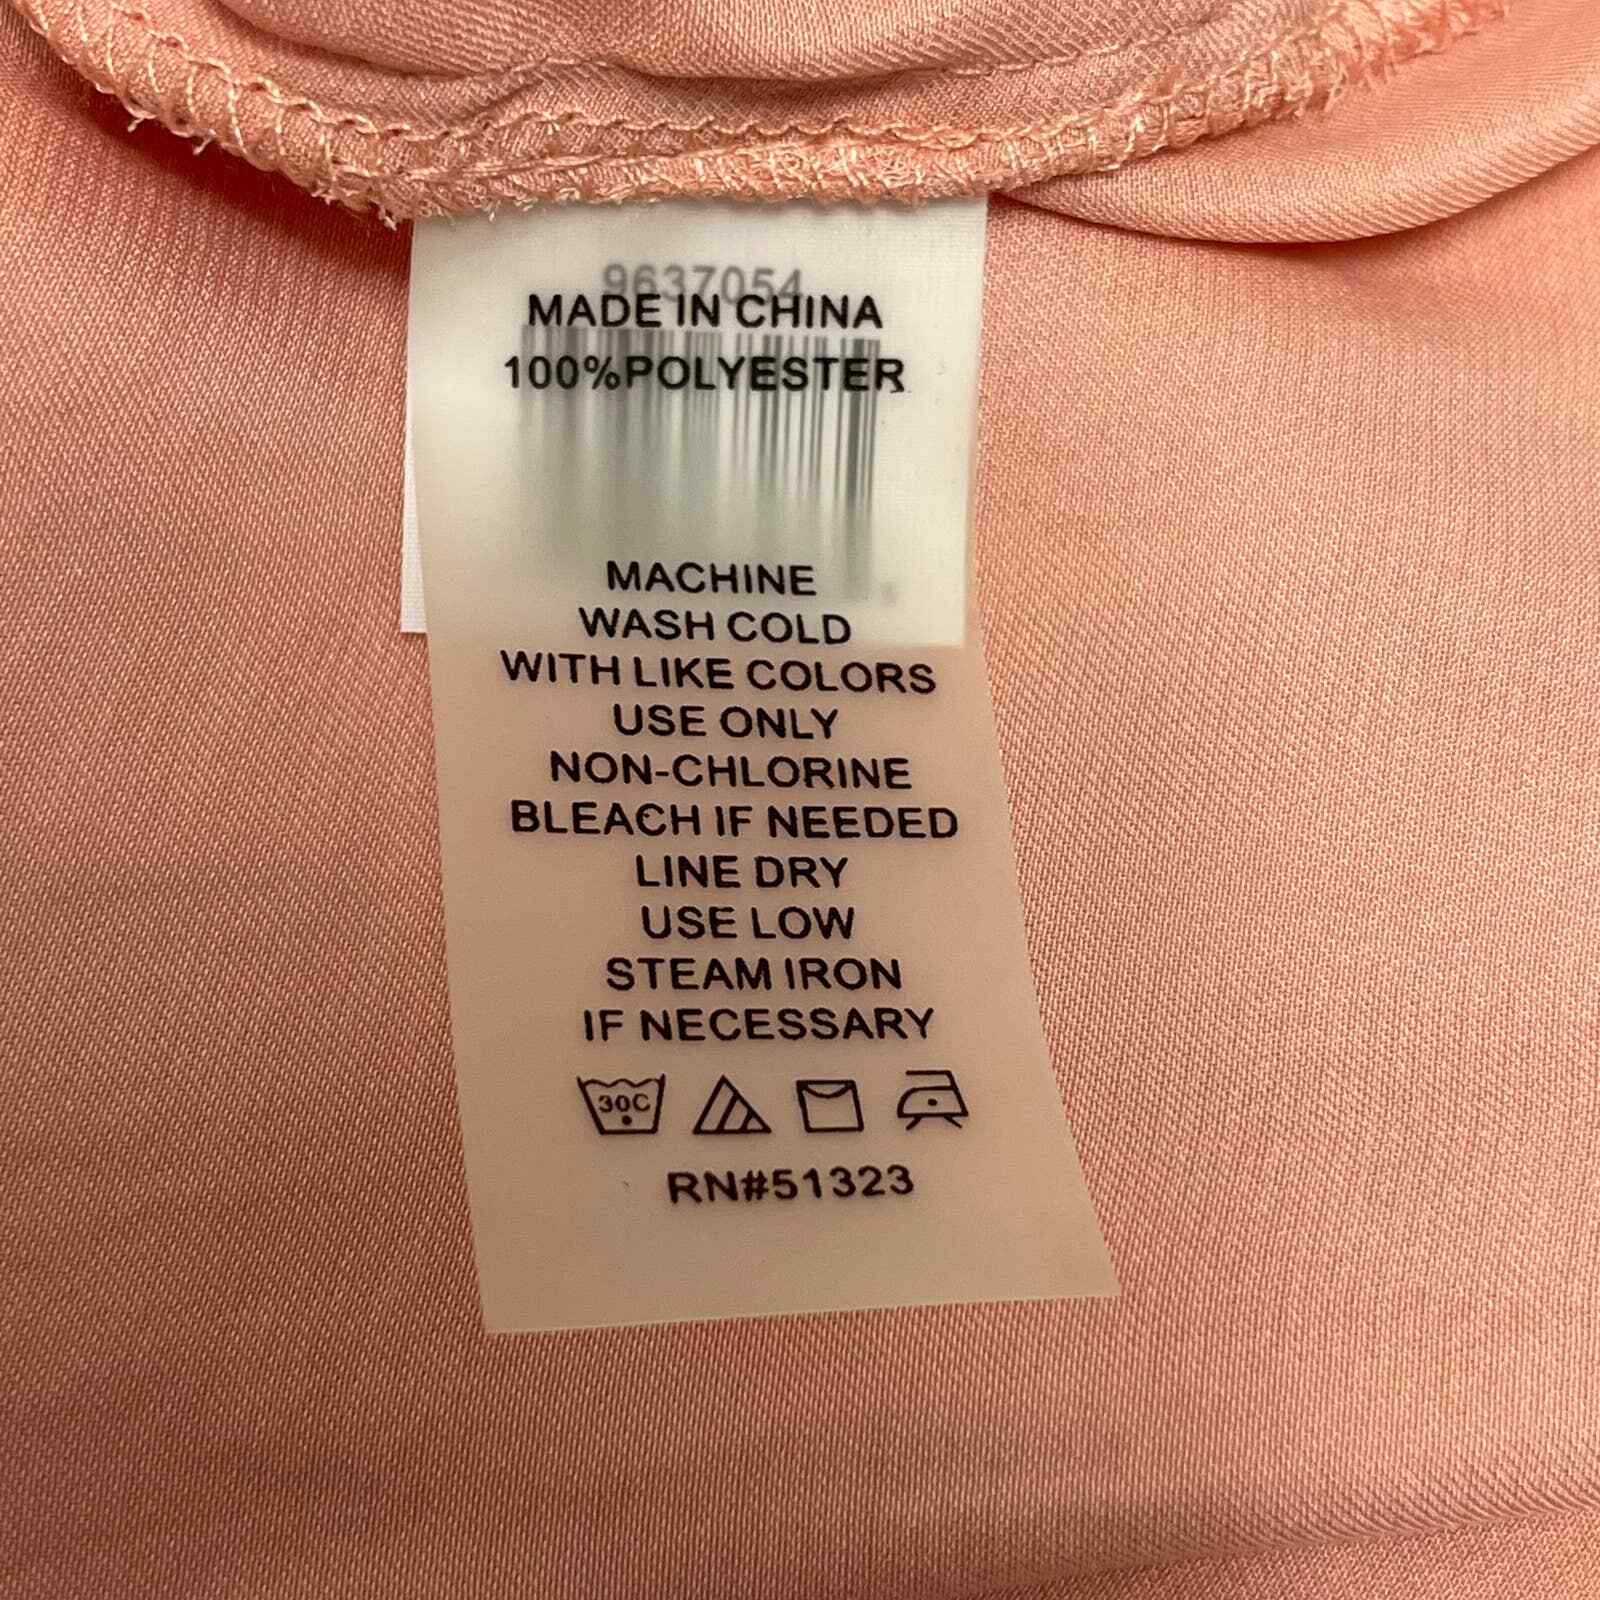 9637054
MADE IN CHINA
100%POLYESTER
MACHINE
WASH COLD
WITH LIKE COLORS
USE ONLY
NON-CHLORINE
BLEACH IF NEEDED
LINE DRY
USE LOW
STEAM IRON
IF NECESSARY
30C
RN#51323